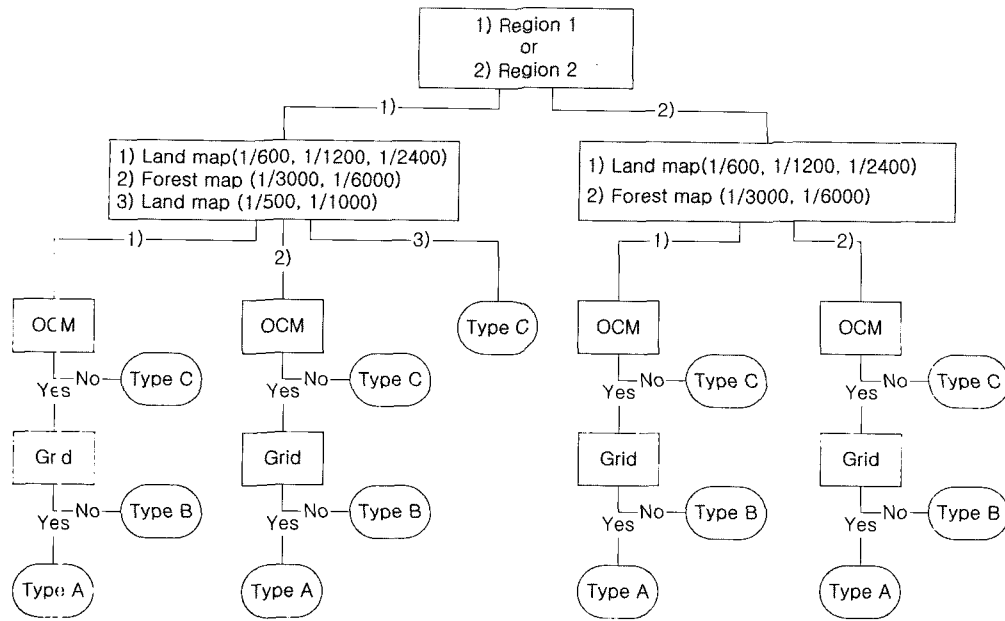 1) Region 1
or
2) Region 2
1)
2)
1) Land map(1/600, 1/1200, 1/2400)
2) Forest map (1/3000, 1/6000)
3) Land map (1/500, 1/1000)
1) Land map(1/600, 1/1200, 1/2400)
2) Forest map (1/3000, 1/6000)
1)
2)
3)
1)
2)
OCM
OCM
Type C
OCM
OCM
Yes
No
Type C
Yes
No
Type C
Yes
No
Type C
Yes
No
Type C
Grid
Grid
Grid
Grid
Yes
No
Type B
Yes
No
Type B
Yes
No
Type B
Yes
No
Type B
Type A
Type A
Type A
Type A